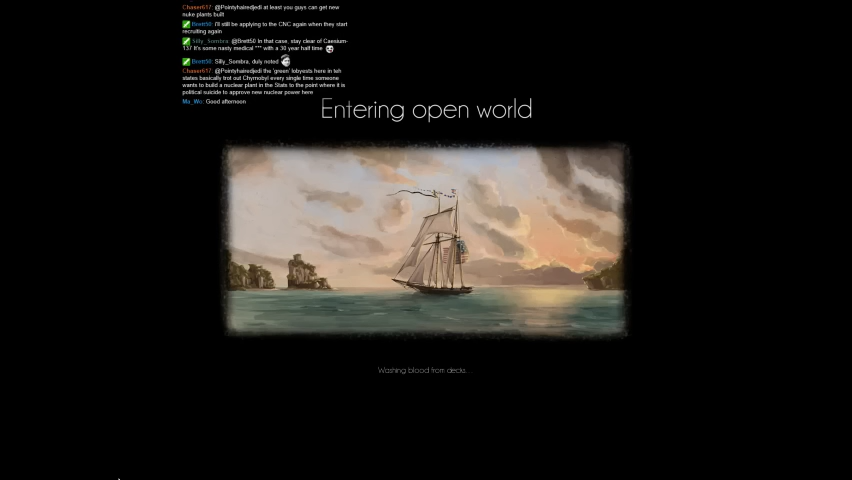 Chaser617: @Pointyhairedjedi at least you guys can get new
nuke plants built
Brett50: I'll still be applying to the CNC again when they start
recruiting again
Silly_Sombra: @Brett50 In that case, stay clear of Caesium-
137 It's some nasty medical *** with a 30 year half time
Brett50: Silly_Sombra, duly noted
Chaser617: @Pointyhairedjedi the 'green' lobyests here in teh
states basically trot out Chyrnobyl every single time someone
wants to build a nuclear plant in the Stats to the point where it is
political suicide to approve new nuclear power here
Ma_Wo: Good afternoon
Entering open world
Washing blood from decks...